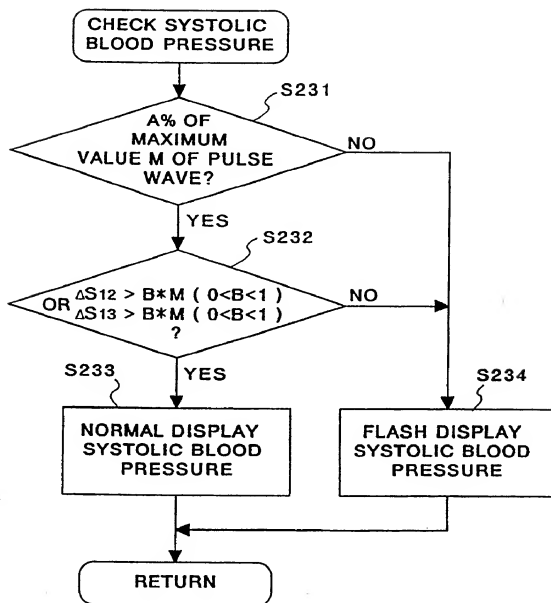 CHECK SYSTOLIC
BLOOD PRESSURE
S231
A% OF
MAXIMUM
VALUE M OF PULSE
WAVE?
NO
YES
S232
OR ΔS12 > B*M ( 0<B<1 )
ΔS13 > B*M ( 0<B<1 )
?
NO
YES
S233
NORMAL DISPLAY
SYSTOLIC BLOOD
PRESSURE
S234
FLASH DISPLAY
SYSTOLIC BLOOD
PRESSURE
RETURN